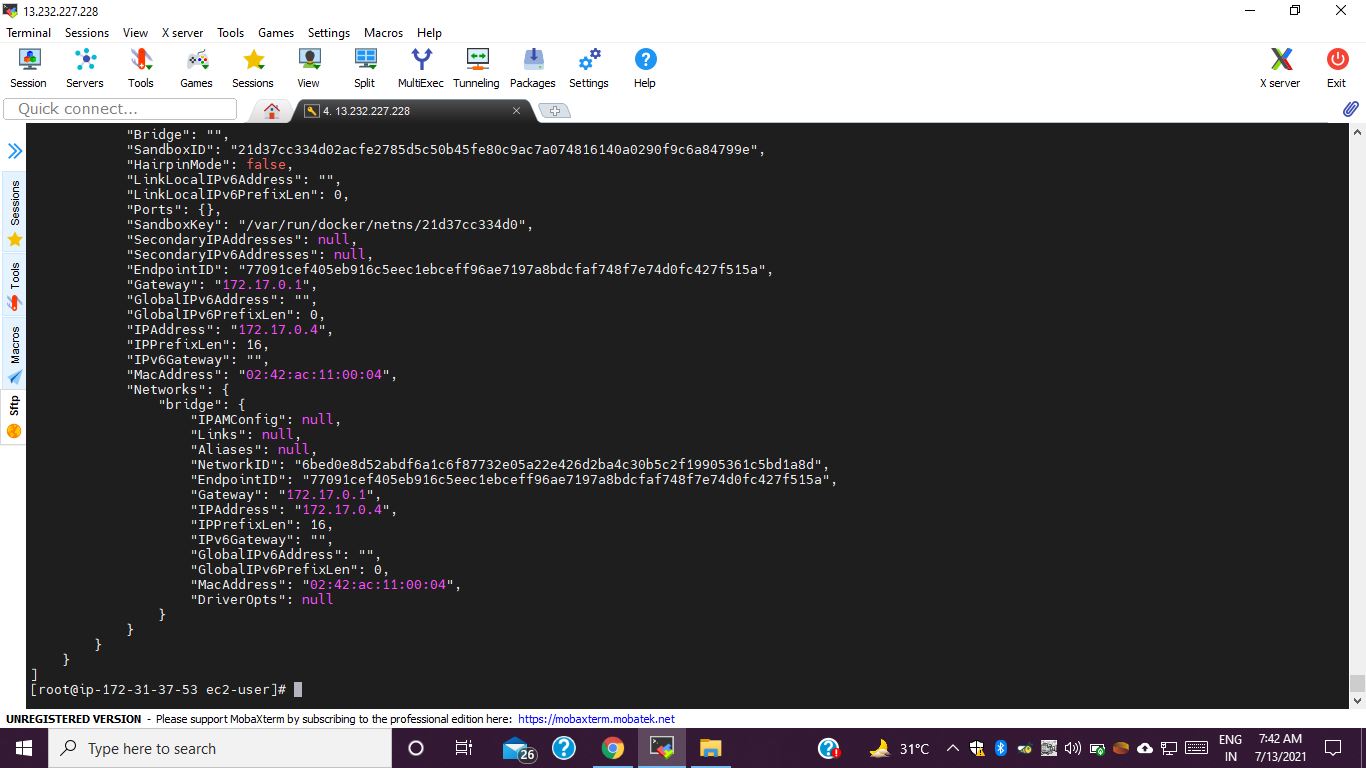 13.232.227.228
Terminal Sessions View X server Tools Games Settings Macros Help
Session Servers Tools Games Sessions View Split MultiExec Tunneling Packages Settings Help X server Exit
Quick connect...
4. 13.232.227.228
Sessions
Tools
Macros
Sftp
"Bridge": "",
"SandboxID": "21d37cc334d02acfe2785d5c50b45fe80c9ac7a074816140a0290f9c6a84799e",
"HairpinMode": false,
"LinkLocalIPv6Address": "",
"LinkLocalIPv6PrefixLen": 0,
"Ports": {},
"SandboxKey": "/var/run/docker/netns/21d37cc334d0",
"SecondaryIPAddresses": null,
"SecondaryIPv6Addresses": null,
"EndpointID": "77091cef405eb916c5eec1ebceff96ae7197a8bdcfaf748f7e74d0fc427f515a",
"Gateway": "172.17.0.1",
"GlobalIPv6Address": "",
"GlobalIPv6PrefixLen": 0,
"IPAddress": "172.17.0.4",
"IPPrefixLen": 16,
"IPv6Gateway": "",
"MacAddress": "02:42:ac:11:00:04",
"Networks": {
"bridge": {
"IPAMConfig": null,
"Links": null,
"Aliases": null,
"NetworkID": "6bed0e8d52abdf6a1c6f87732e05a22e426d2ba4c30b5c2f19905361c5bd1a8d",
"EndpointID": "77091cef405eb916c5eec1ebceff96ae7197a8bdcfaf748f7e74d0fc427f515a",
"Gateway": "172.17.0.1",
"IPAddress": "172.17.0.4",
"IPPrefixLen": 16,
"IPv6Gateway": "",
"GlobalIPv6Address": "",
"GlobalIPv6PrefixLen": 0,
"MacAddress": "02:42:ac:11:00:04",
"DriverOpts": null
}
}
}
}
]
[root@ip-172-31-37-53 ec2-user]#
UNREGISTERED VERSION - Please support MobaXterm by subscribing to the professional edition here: https://mobaxterm.mobatek.net
Type here to search
26
31°C
ENG
IN
7:42 AM
7/13/2021